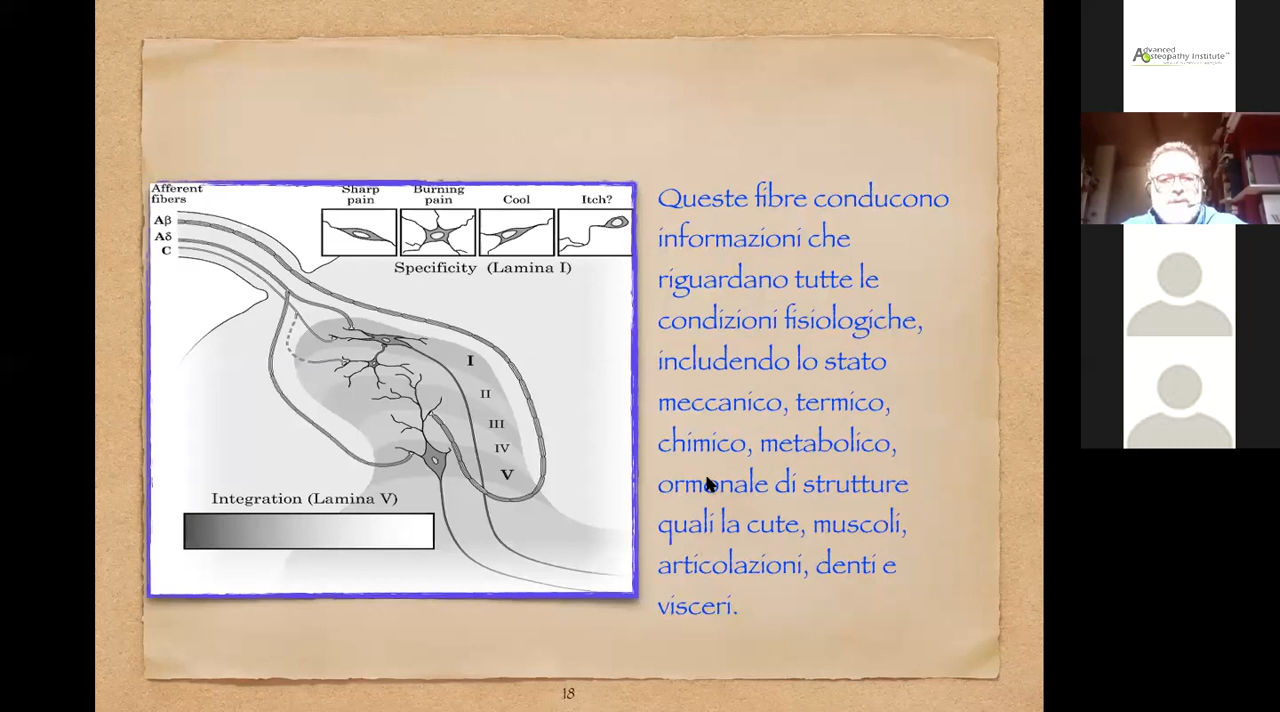 Afferent
fibers
Aβ
Aδ
C
Sharp
pain
Burning
pain
Cool
Itch?
Specificity (Lamina I)
I
II
III
IV
V
Integration (Lamina V)
Queste fibre conducono
informazioni che
riguardano tutte le
condizioni fisiologiche,
includendo lo stato
meccanico, termico,
chimico, metabolico,
ormonale di strutture
quali la cute, muscoli,
articolazioni, denti e
visceri.
18
Advanced
Osteopathy Institute™